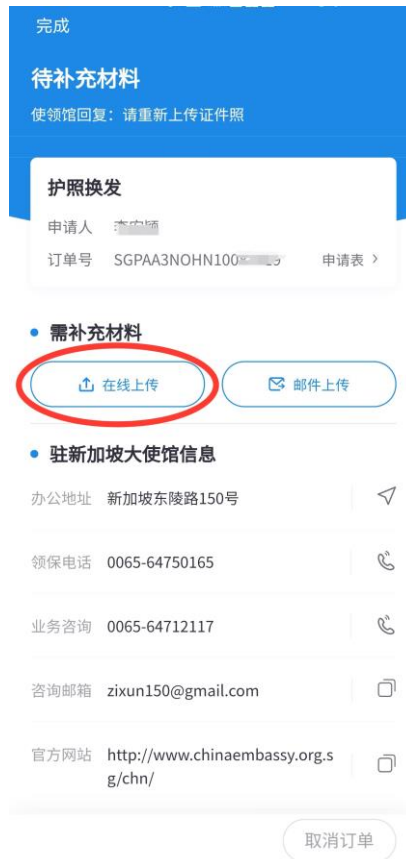 完成
待补充材料
使领馆回复：请重新上传证件照
护照换发
申请人
订单号 SGPAA3NOHN100 申请表
需补充材料
在线上传 邮件上传
驻新加坡大使馆信息
办公地址 新加坡东陵路150号
领保电话 0065-64750165
业务咨询 0065-64712117
咨询邮箱 zixun150@gmail.com
官方网站 http://www.chinaembassy.org.s
g/chn/
取消订单